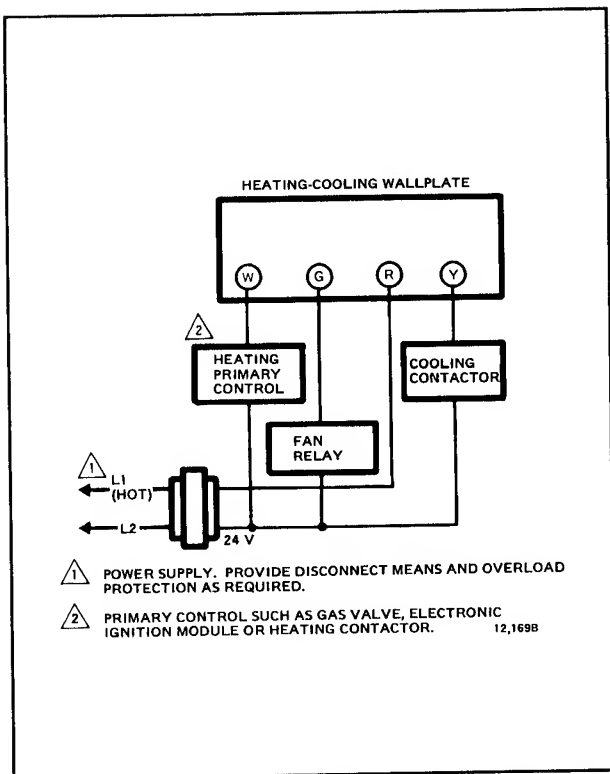 HEATING-COOLING WALLPLATE
W G R Y
2
HEATING
PRIMARY
CONTROL
COOLING
CONTACTOR
FAN
RELAY
1
L1
(HOT)
L2
24 V
1 POWER SUPPLY. PROVIDE DISCONNECT MEANS AND OVERLOAD
PROTECTION AS REQUIRED.
2 PRIMARY CONTROL SUCH AS GAS VALVE, ELECTRONIC
IGNITION MODULE OR HEATING CONTACTOR. 12,169B